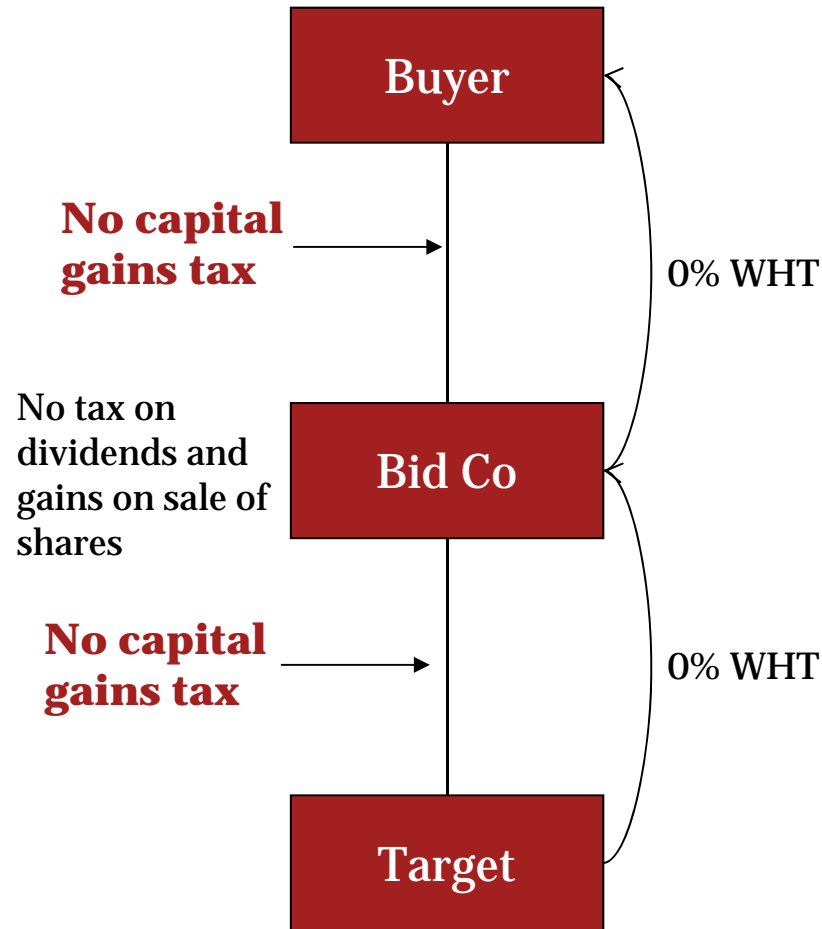 Buyer
No capital
gains tax
0% WHT
No tax on
dividends and
gains on sale of
shares
Bid Co
No capital
gains tax
0% WHT
Target